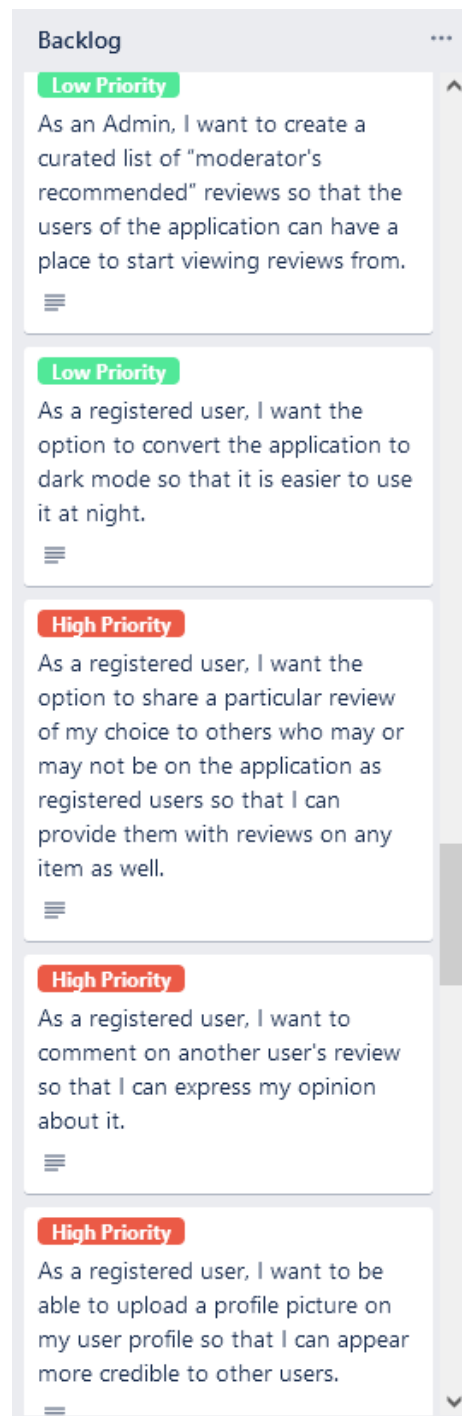 Backlog
Low Priority
As an Admin, I want to create a
curated list of “moderator's
recommended” reviews so that the
users of the application can have a
place to start viewing reviews from.
Low Priority
As a registered user, I want the
option to convert the application to
dark mode so that it is easier to use
it at night.
High Priority
As a registered user, I want the
option to share a particular review
of my choice to others who may or
may not be on the application as
registered users so that I can
provide them with reviews on any
item as well.
High Priority
As a registered user, I want to
comment on another user's review
so that I can express my opinion
about it.
High Priority
As a registered user, I want to be
able to upload a profile picture on
my user profile so that I can appear
more credible to other users.